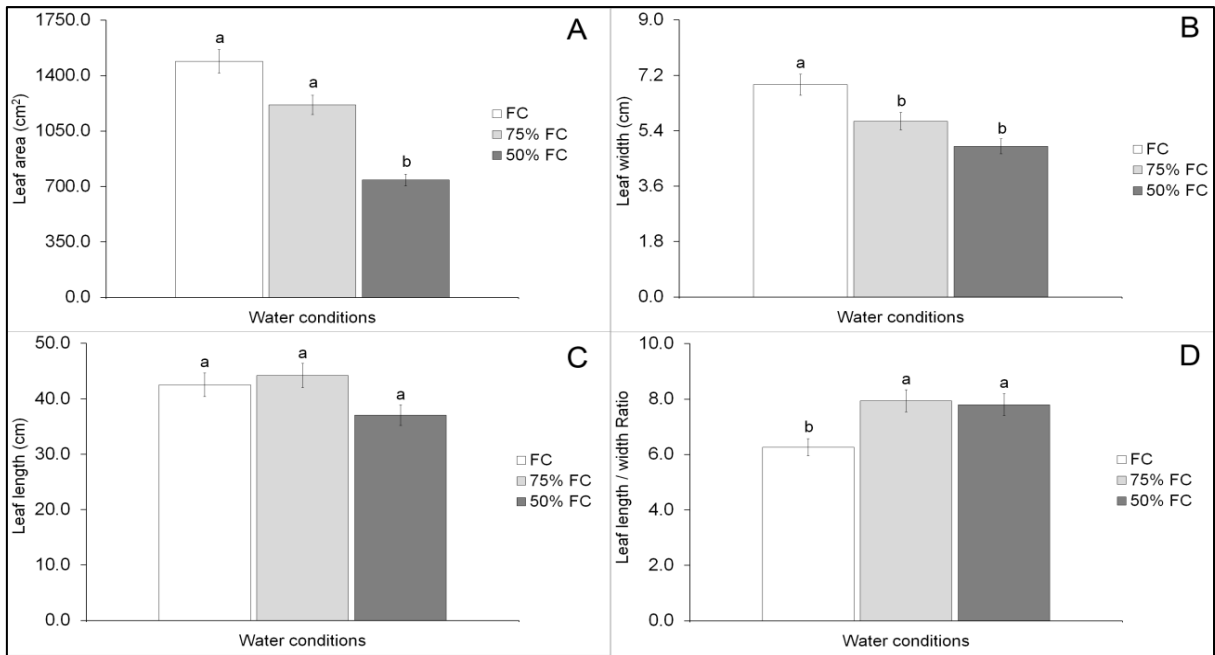 A
Leaf area (cm²)
1750.0
1400.0
1050.0
700.0
350.0
0.0
a
a
b
FC
75% FC
50% FC
Water conditions
B
Leaf width (cm)
9.0
7.2
5.4
3.6
1.8
0.0
a
b
b
FC
75% FC
50% FC
Water conditions
C
Leaf length (cm)
50.0
40.0
30.0
20.0
10.0
0.0
a
a
a
FC
75% FC
50% FC
Water conditions
D
Leaf length / width Ratio
10.0
8.0
6.0
4.0
2.0
0.0
b
a
a
FC
75% FC
50% FC
Water conditions